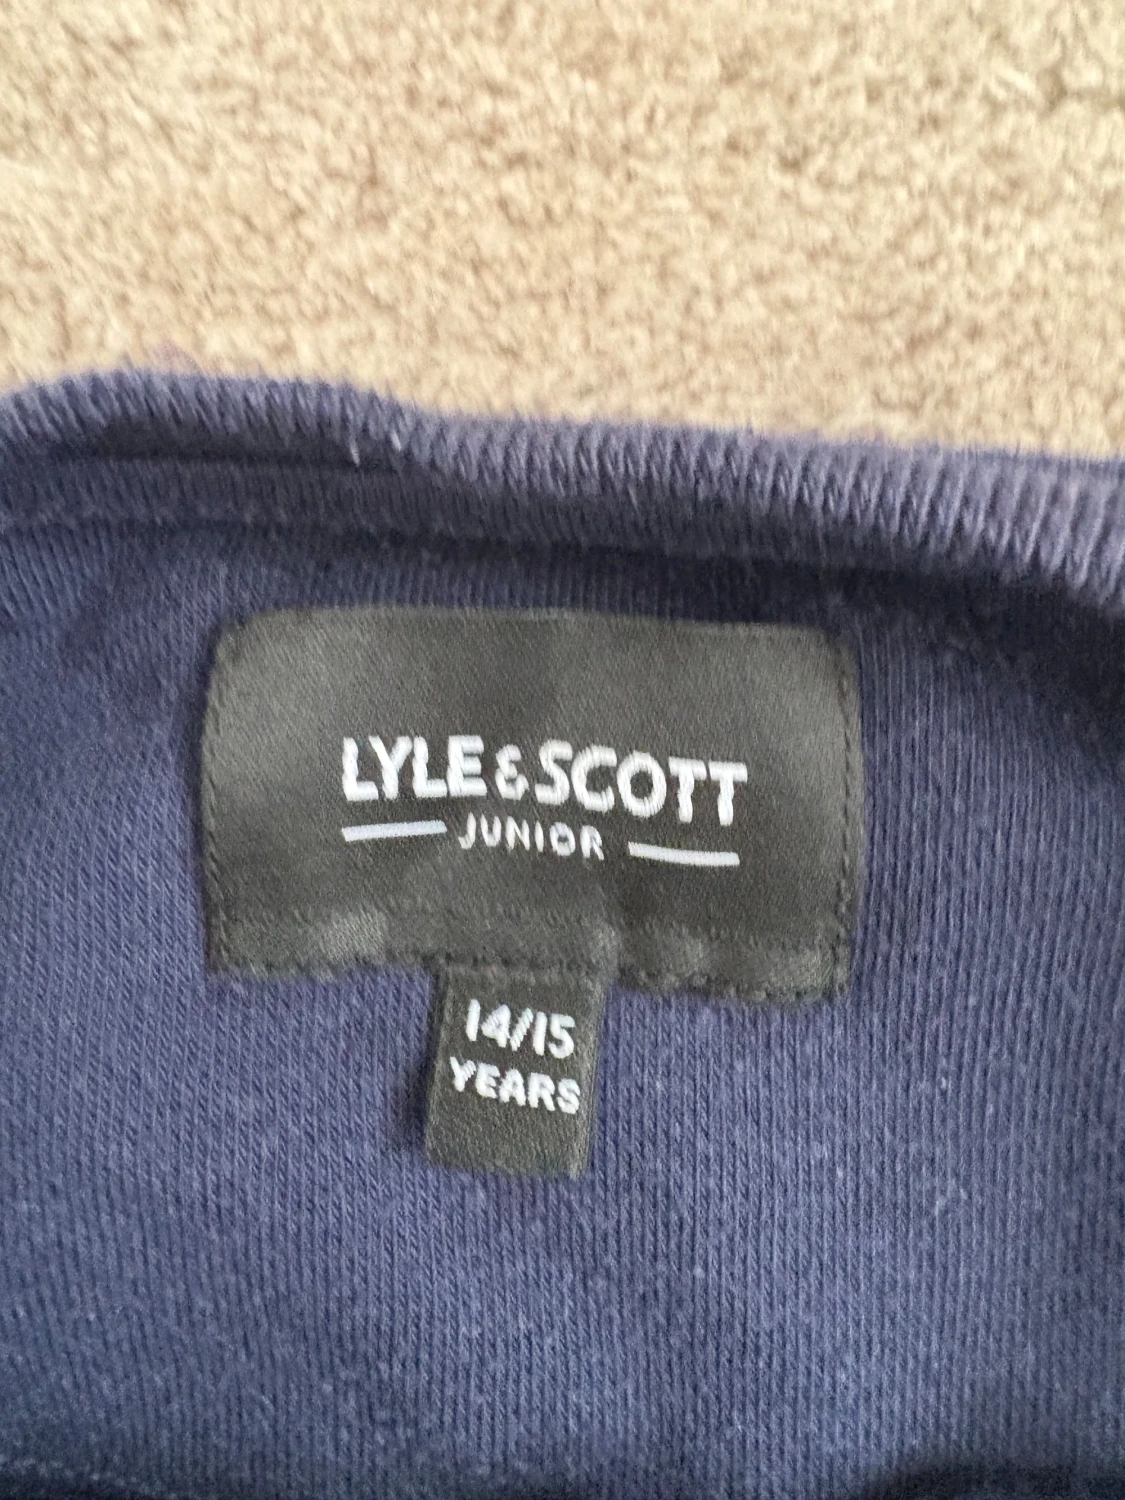 LYLE & SCOTT
JUNIOR
14/15
YEARS